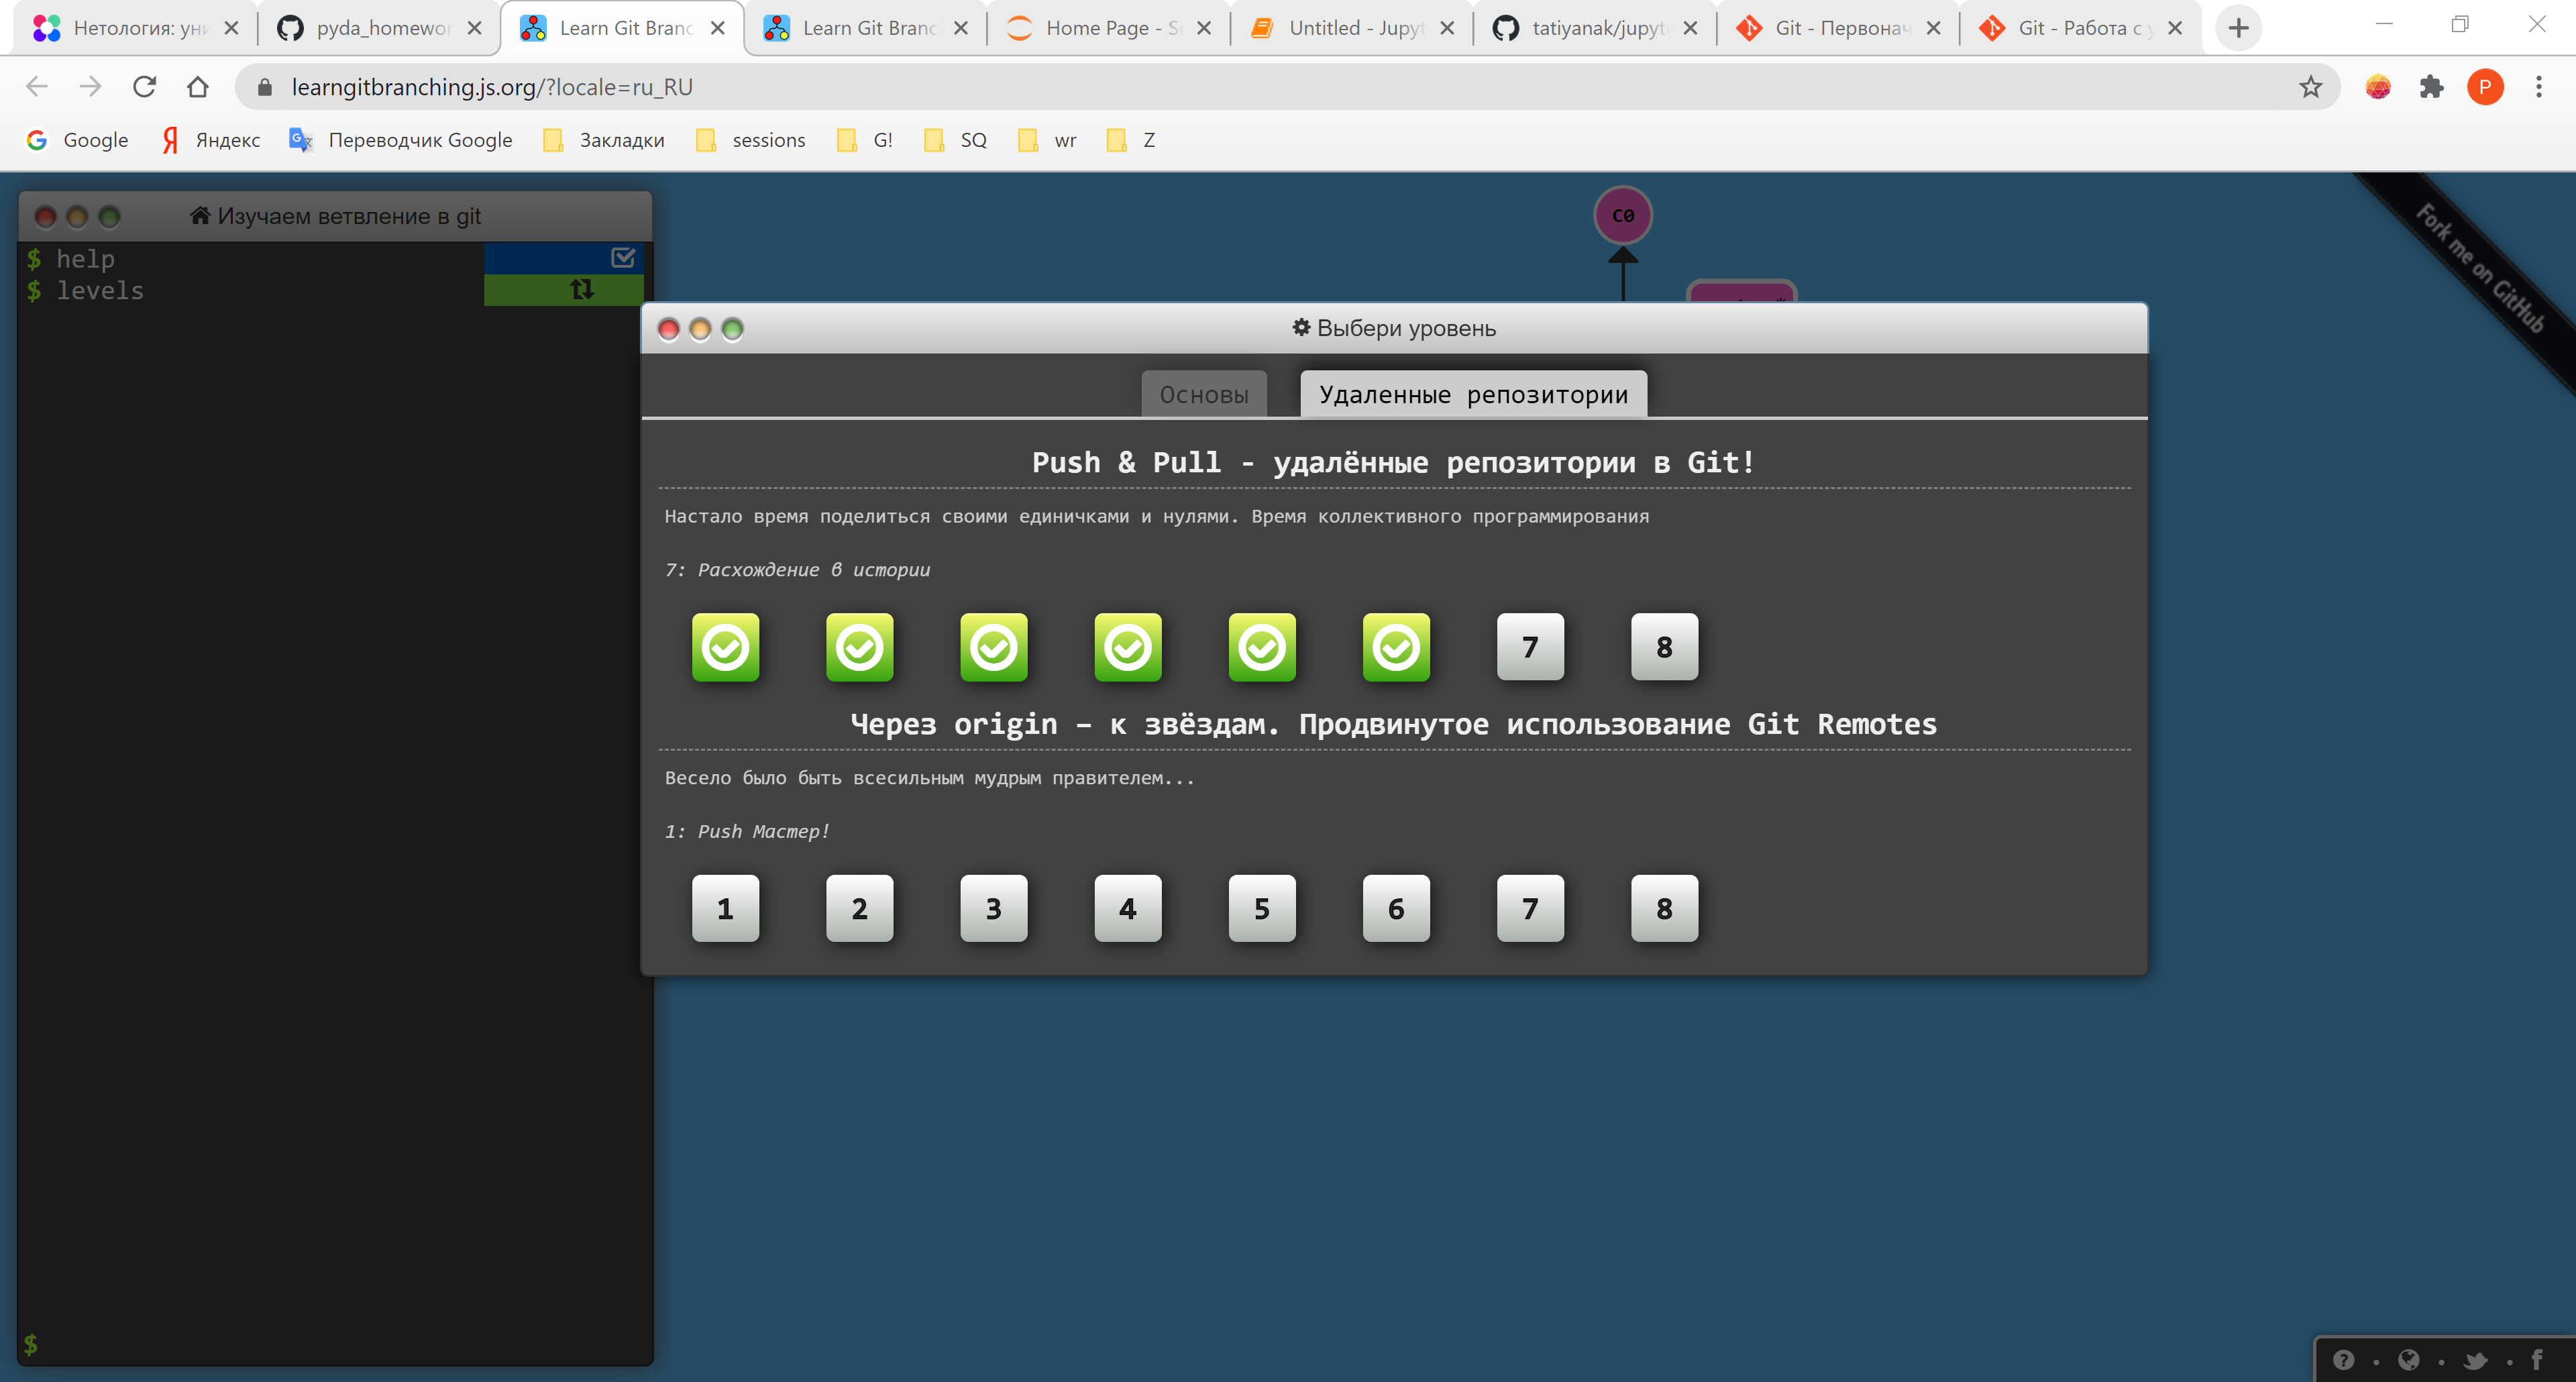 Нетология: уни
pyda_homewor
Learn Git Branc
Learn Git Branc
Home Page - S
Untitled - Jupyt
tatiyanak/jupyt
Git - Первонач
Git - Работа с у
learngitbranching.js.org/?locale=ru_RU
P
Google
Яндекс
Переводчик Google
Закладки
sessions
G!
SQ
wr
Z
Изучаем ветвление в git
$ help
$ levels
C0
Fork me on GitHub
Выбери уровень
Основы
Удаленные репозитории
Push & Pull - удалённые репозитории в Git!
Настало время поделиться своими единичками и нулями. Время коллективного программирования
7: Расхождение в истории
7 8
Через origin – к звёздам. Продвинутое использование Git Remotes
Весело было быть всесильным мудрым правителем...
1: Push Мастер!
1 2 3 4 5 6 7 8
$